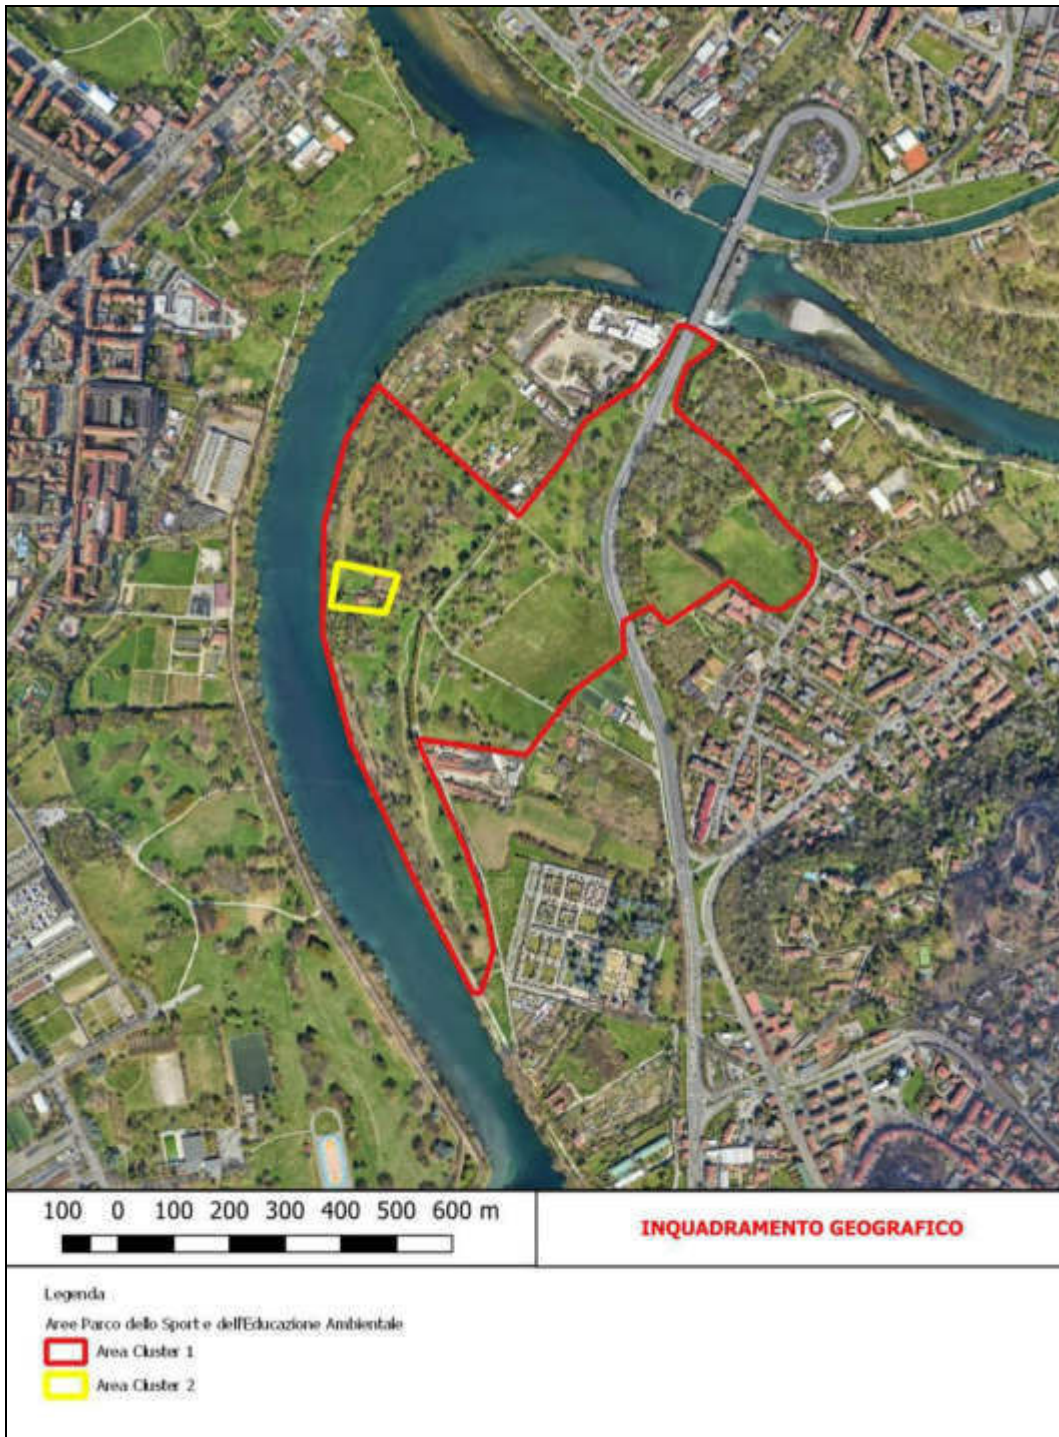 100 0 100 200 300 400 500 600 m
INQUADRAMENTO GEOGRAFICO
Legenda
Aree Parco dello Sport e dell'Educazione Ambientale
Area Cluster 1
Area Cluster 2